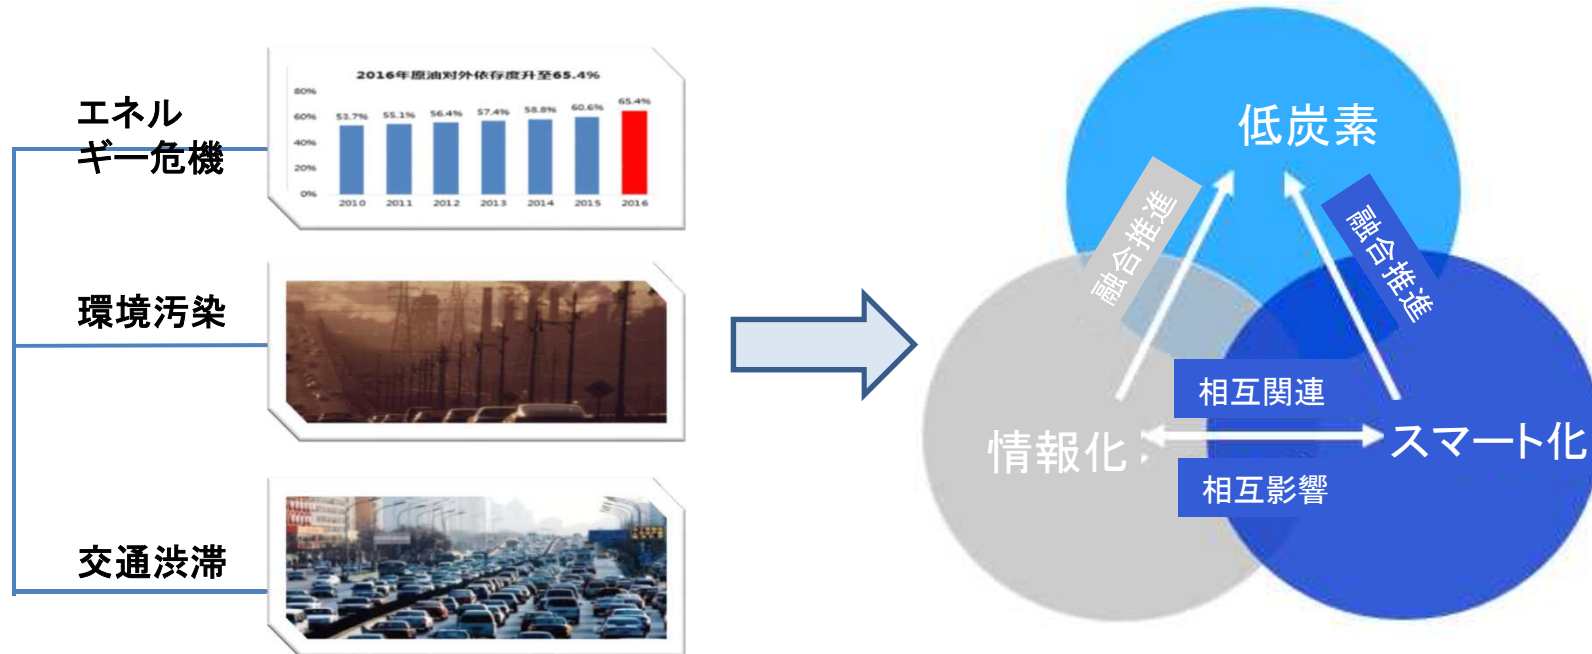 エネル
ギー危機
2016年原油对外依存度升至65.4%
80%
60%
40%
20%
0%
53.7%
55.1%
56.4%
57.4%
58.8%
60.6%
65.4%
2010
2011
2012
2013
2014
2015
2016
環境汚染
交通渋滞
低炭素
融合推進
融合推進
相互関連
情報化
スマート化
相互影響